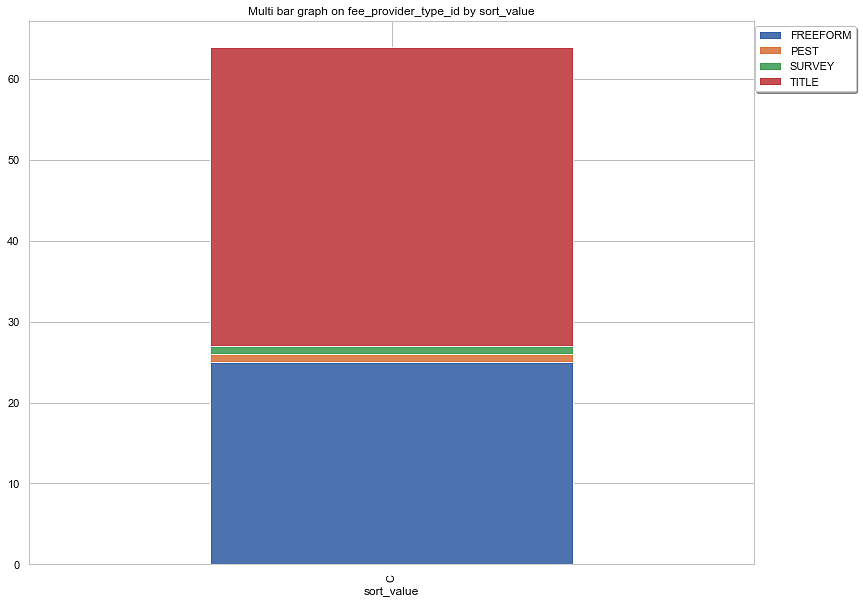 Multi bar graph on fee_provider_type_id by sort_value
FREEFORM
PEST
SURVEY
TITLE
60
50
40
30
20
10
0
C
sort_value